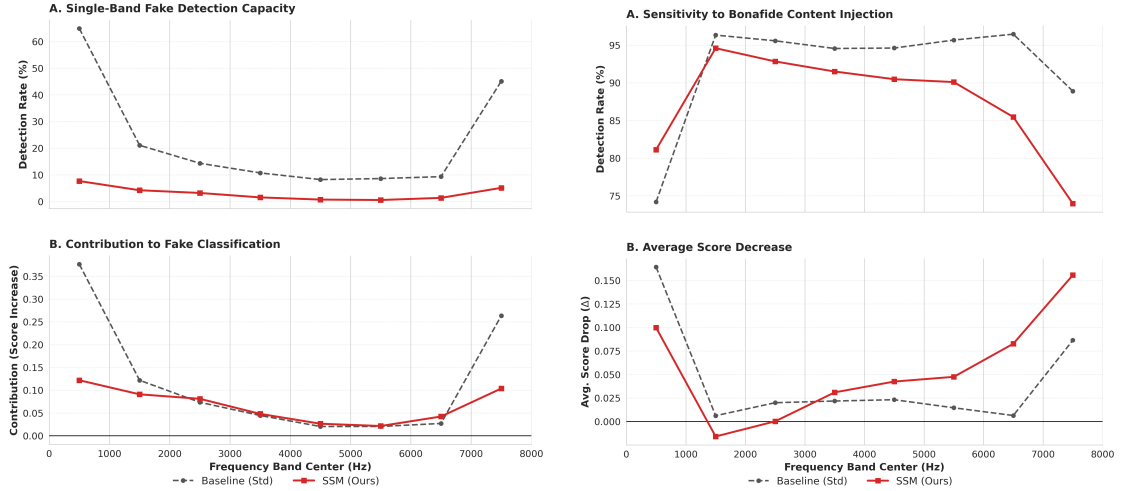 A. Single-Band Fake Detection Capacity
Detection Rate (%)
60
50
40
30
20
10
0
B. Contribution to Fake Classification
Contribution (Score Increase)
0.35
0.30
0.25
0.20
0.15
0.10
0.05
0.00
0 1000 2000 3000 4000 5000 6000 7000 8000
Frequency Band Center (Hz)
Baseline (Std) SSM (Ours)
A. Sensitivity to Bonafide Content Injection
Detection Rate (%)
95
90
85
80
75
B. Average Score Decrease
Avg. Score Drop (Δ)
0.150
0.125
0.100
0.075
0.050
0.025
0.000
0 1000 2000 3000 4000 5000 6000 7000 8000
Frequency Band Center (Hz)
Baseline (Std) SSM (Ours)